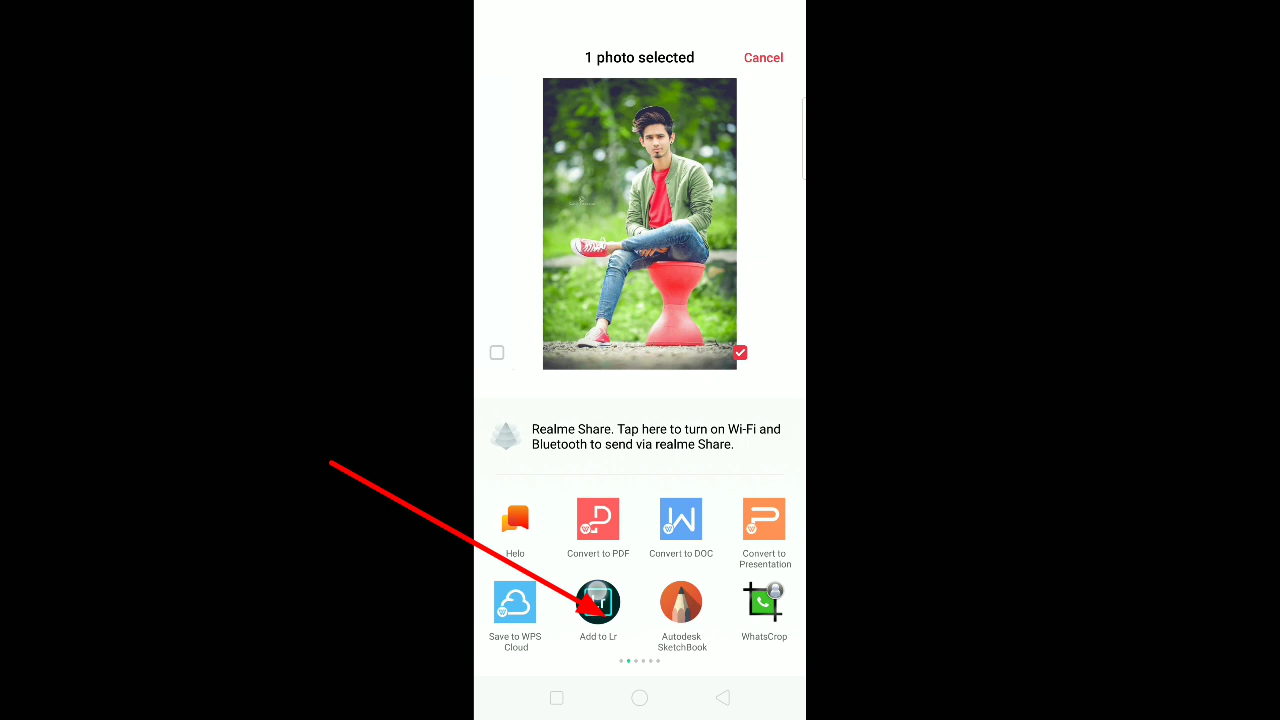 1 photo selected
Cancel
Realme Share. Tap here to turn on Wi-Fi and
Bluetooth to send via realme Share.
Helo
Convert to PDF
Convert to DOC
Convert to
Presentation
Save to WPS
Cloud
Add to Lr
Autodesk
SketchBook
WhatsCrop